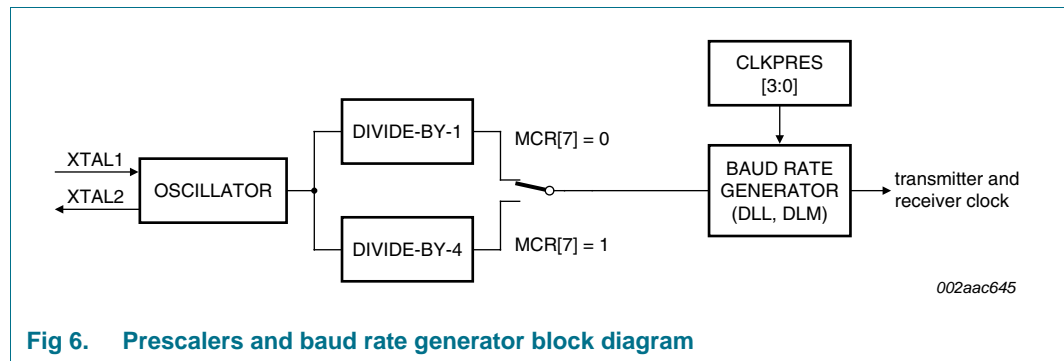 XTAL1
XTAL2
OSCILLATOR
DIVIDE-BY-1
DIVIDE-BY-4
MCR[7] = 0
MCR[7] = 1
CLKPRES
[3:0]
BAUD RATE
GENERATOR
(DLL, DLM)
transmitter and
receiver clock
002aac645
Fig 6. Prescalers and baud rate generator block diagram